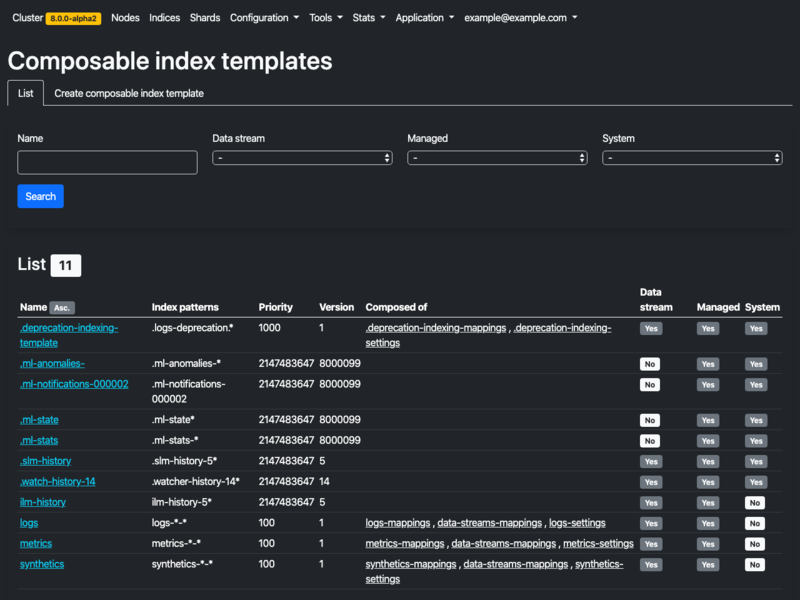 Cluster 8.0.0-alpha2 Nodes Indices Shards Configuration Tools Stats Application example@example.com
Composable index templates
List Create composable index template
Name Data stream Managed System
- - -
Search
List 11
Data
Name Asc. Index patterns Priority Version Composed of stream Managed System
.deprecation-indexing- .logs-deprecation.* 1000 1 .deprecation-indexing-mappings , .deprecation-indexing- Yes Yes Yes
template settings
.ml-anomalies- .ml-anomalies-* 2147483647 8000099 No Yes Yes
.ml-notifications-000002 .ml-notifications- 2147483647 8000099 No Yes Yes
000002
.ml-state .ml-state* 2147483647 8000099 No Yes Yes
.ml-stats .ml-stats-* 2147483647 8000099 No Yes Yes
.slm-history .slm-history-5* 2147483647 5 Yes Yes Yes
.watch-history-14 .watcher-history-14* 2147483647 14 Yes Yes Yes
ilm-history ilm-history-5* 2147483647 5 Yes Yes No
logs logs-*-* 100 1 logs-mappings , data-streams-mappings , logs-settings Yes Yes No
metrics metrics-*-* 100 1 metrics-mappings , data-streams-mappings , metrics-settings Yes Yes No
synthetics synthetics-*-* 100 1 synthetics-mappings , data-streams-mappings , synthetics- Yes Yes No
settings